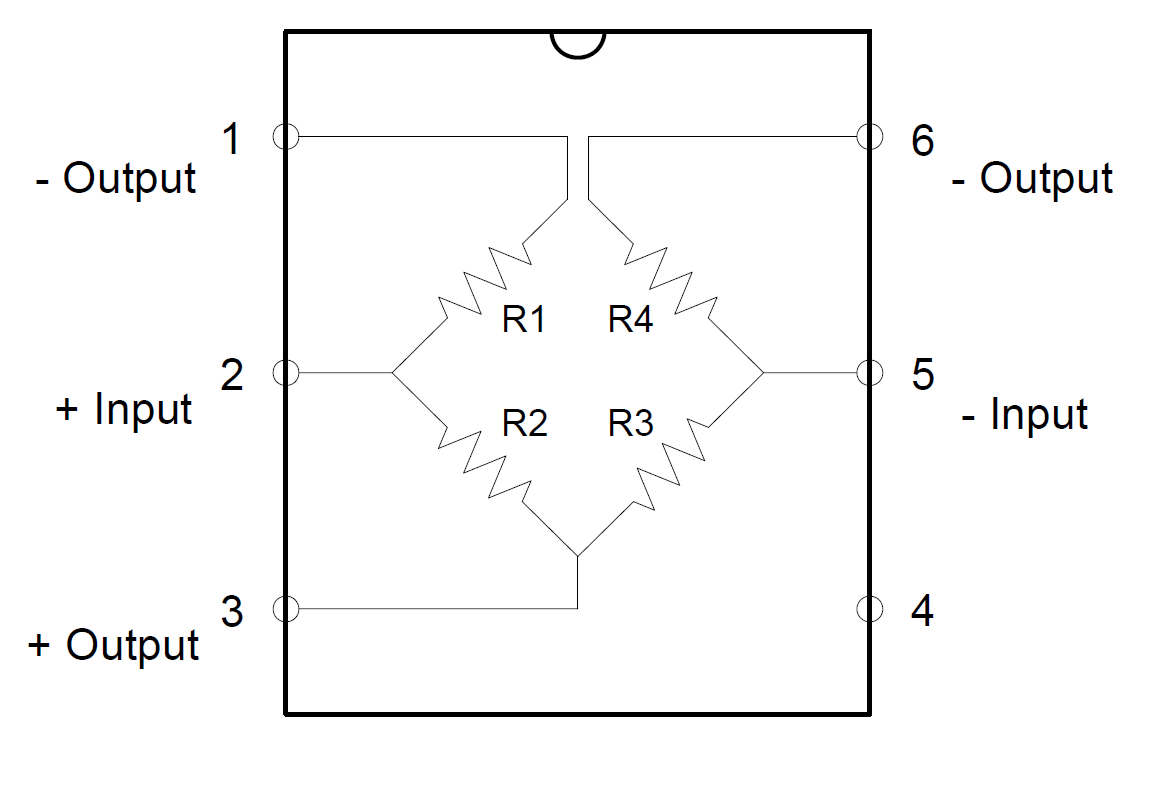 1
6
- Output
- Output
R1
R4
2
5
+ Input
- Input
R2
R3
3
4
+ Output